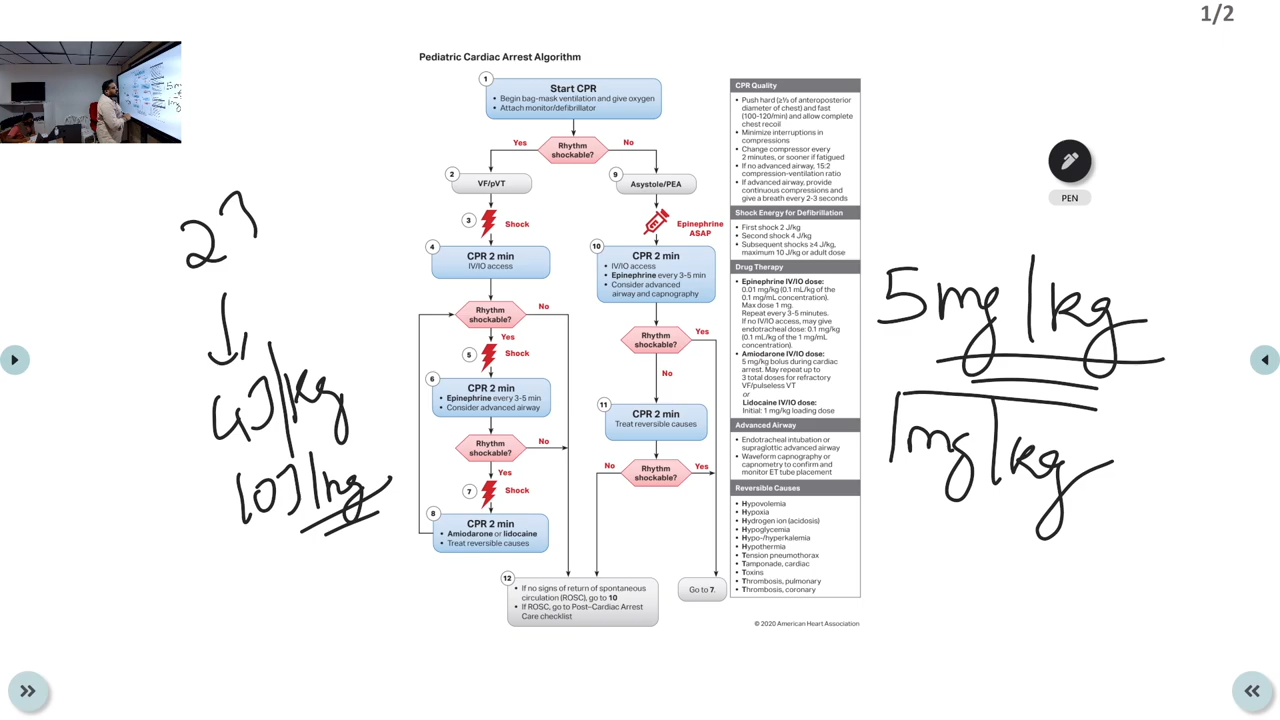 1/2
Pediatric Cardiac Arrest Algorithm
1
Start CPR
• Begin bag-mask ventilation and give oxygen
• Attach monitor/defibrillator
Yes
Rhythm
shockable?
No
2
VF/pVT
9
Asystole/PEA
3
Shock
Epinephrine
ASAP
4
CPR 2 min
IV/IO access
10
CPR 2 min
• IV/IO access
• Epinephrine every 3-5 min
• Consider advanced
airway and capnography
Rhythm
shockable?
No
Yes
5
Shock
Rhythm
shockable?
Yes
No
6
CPR 2 min
• Epinephrine every 3-5 min
• Consider advanced airway
11
CPR 2 min
Treat reversible causes
Rhythm
shockable?
No
Yes
7
Shock
No
Rhythm
shockable?
Yes
8
CPR 2 min
• Amiodarone or lidocaine
• Treat reversible causes
12
• If no signs of return of spontaneous
circulation (ROSC), go to 10
• If ROSC, go to Post–Cardiac Arrest
Care checklist
Go to 7.
CPR Quality
• Push hard (≥⅓ of anteroposterior
diameter of chest) and fast
(100-120/min) and allow complete
chest recoil
• Minimize interruptions in
compressions
• Change compressor every
2 minutes, or sooner if fatigued
• If no advanced airway, 15:2
compression-ventilation ratio
• If advanced airway, provide
continuous compressions and
give a breath every 2-3 seconds
Shock Energy for Defibrillation
• First shock 2 J/kg
• Second shock 4 J/kg
• Subsequent shocks ≥4 J/kg,
maximum 10 J/kg or adult dose
Drug Therapy
• Epinephrine IV/IO dose:
0.01 mg/kg (0.1 mL/kg of the
0.1 mg/mL concentration).
Max dose 1 mg.
Repeat every 3-5 minutes.
If no IV/IO access, may give
endotracheal dose: 0.1 mg/kg
(0.1 mL/kg of the 1 mg/mL
concentration).
• Amiodarone IV/IO dose:
5 mg/kg bolus during cardiac
arrest. May repeat up to
3 total doses for refractory
VF/pulseless VT
or
Lidocaine IV/IO dose:
Initial: 1 mg/kg loading dose
Advanced Airway
• Endotracheal intubation or
supraglottic advanced airway
• Waveform capnography or
capnometry to confirm and
monitor ET tube placement
Reversible Causes
• Hypovolemia
• Hypoxia
• Hydrogen ion (acidosis)
• Hypoglycemia
• Hypo-/hyperkalemia
• Hypothermia
• Tension pneumothorax
• Tamponade, cardiac
• Toxins
• Thrombosis, pulmonary
• Thrombosis, coronary
© 2020 American Heart Association
2J
4J/kg
10J/kg
PEN
5mg/kg
1mg/kg